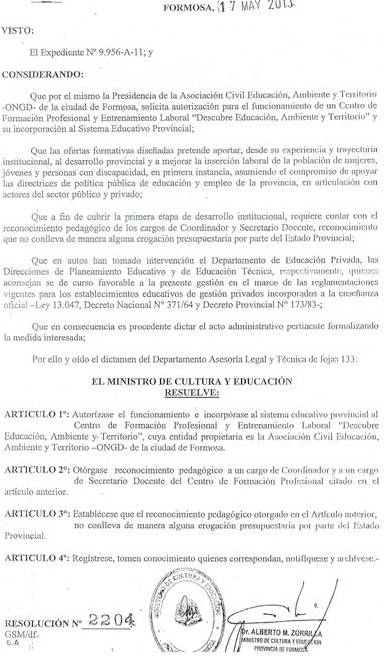 FORMOSA, 17 MAY 2013
VISTO:
El Expediente Nº 9.956-A-11; y
CONSIDERANDO:
Que por el mismo la Presidencia de la Asociación Civil Educación, Ambiente y Territorio
-ONGD- de la ciudad de Formosa, solicita autorización para el funcionamiento de un Centro de
Formación Profesional y Entrenamiento Laboral "Descubre Educación, Ambiente y Territorio" y
su incorporación al Sistema Educativo Provincial;
Que las ofertas formativas diseñadas pretende aportar, desde su experiencia y trayectoria
institucional, al desarrollo provincial y a mejorar la inserción laboral de la población de mujeres,
jóvenes y personas con discapacidad, en primera instancia, asumiendo el compromiso de apoyar
las directrices de política pública de educación y empleo de la provincia, en articulación con
actores del sector público y privado;
Que a fin de cubrir la primera etapa de desarrollo institucional, requiere contar con el
reconocimiento pedagógico de los cargos de Coordinador y Secretario Docente, reconocimiento
que no conlleva de manera alguna erogación presupuestaria por parte del Estado Provincial;
Que en autos han tomado intervención el Departamento de Educación Privada, las
Direcciones de Planeamiento Educativo y de Educación Técnica, respectivamente, quienes
aconsejan se de curso favorable a la presente gestión en el marco de las reglamentaciones
vigentes para los establecimientos educativos de gestión privados incorporados a la enseñanza
oficial –Ley 13.047, Decreto Nacional Nº 371/64 y Decreto Provincial Nº 173/83-;
Que en consecuencia es procedente dictar el acto administrativo pertinente formalizando
la medida interesada;
Por ello y oído el dictamen del Departamento Asesoría Legal y Técnica de fojas 133:
EL MINISTRO DE CULTURA Y EDUCACIÓN
RESUELVE:
ARTICULO 1º: Autorízase el funcionamiento e incorpórase al sistema educativo provincial al
Centro de Formación Profesional y Entrenamiento Laboral "Descubre
Educación, Ambiente y Territorio", cuya entidad propietaria es la Asociación Civil Educación,
Ambiente y Territorio –ONGD- de la ciudad de Formosa.
ARTICULO 2º: Otórgase reconocimiento pedagógico a un cargo de Coordinador y a un cargo
de Secretario Docente del Centro de Formación Profesional citado en el
artículo anterior.
ARTICULO 3º: Establécese que el reconocimiento pedagógico otorgado en el Artículo anterior,
no conlleva de manera alguna erogación presupuestaria por parte del Estado
Provincial.
ARTICULO 4º: Regístrese, tomen conocimiento quienes correspondan, notifíquese y archívese.-
MINISTERIO DE CULTURA Y EDUCACIÓN
RESOLUCIÓN Nº 2204
GSM/df.
Dr. ALBERTO M. ZORRILLA
MINISTRO DE CULTURA Y EDUCACIÓN
PROVINCIA DE FORMOSA